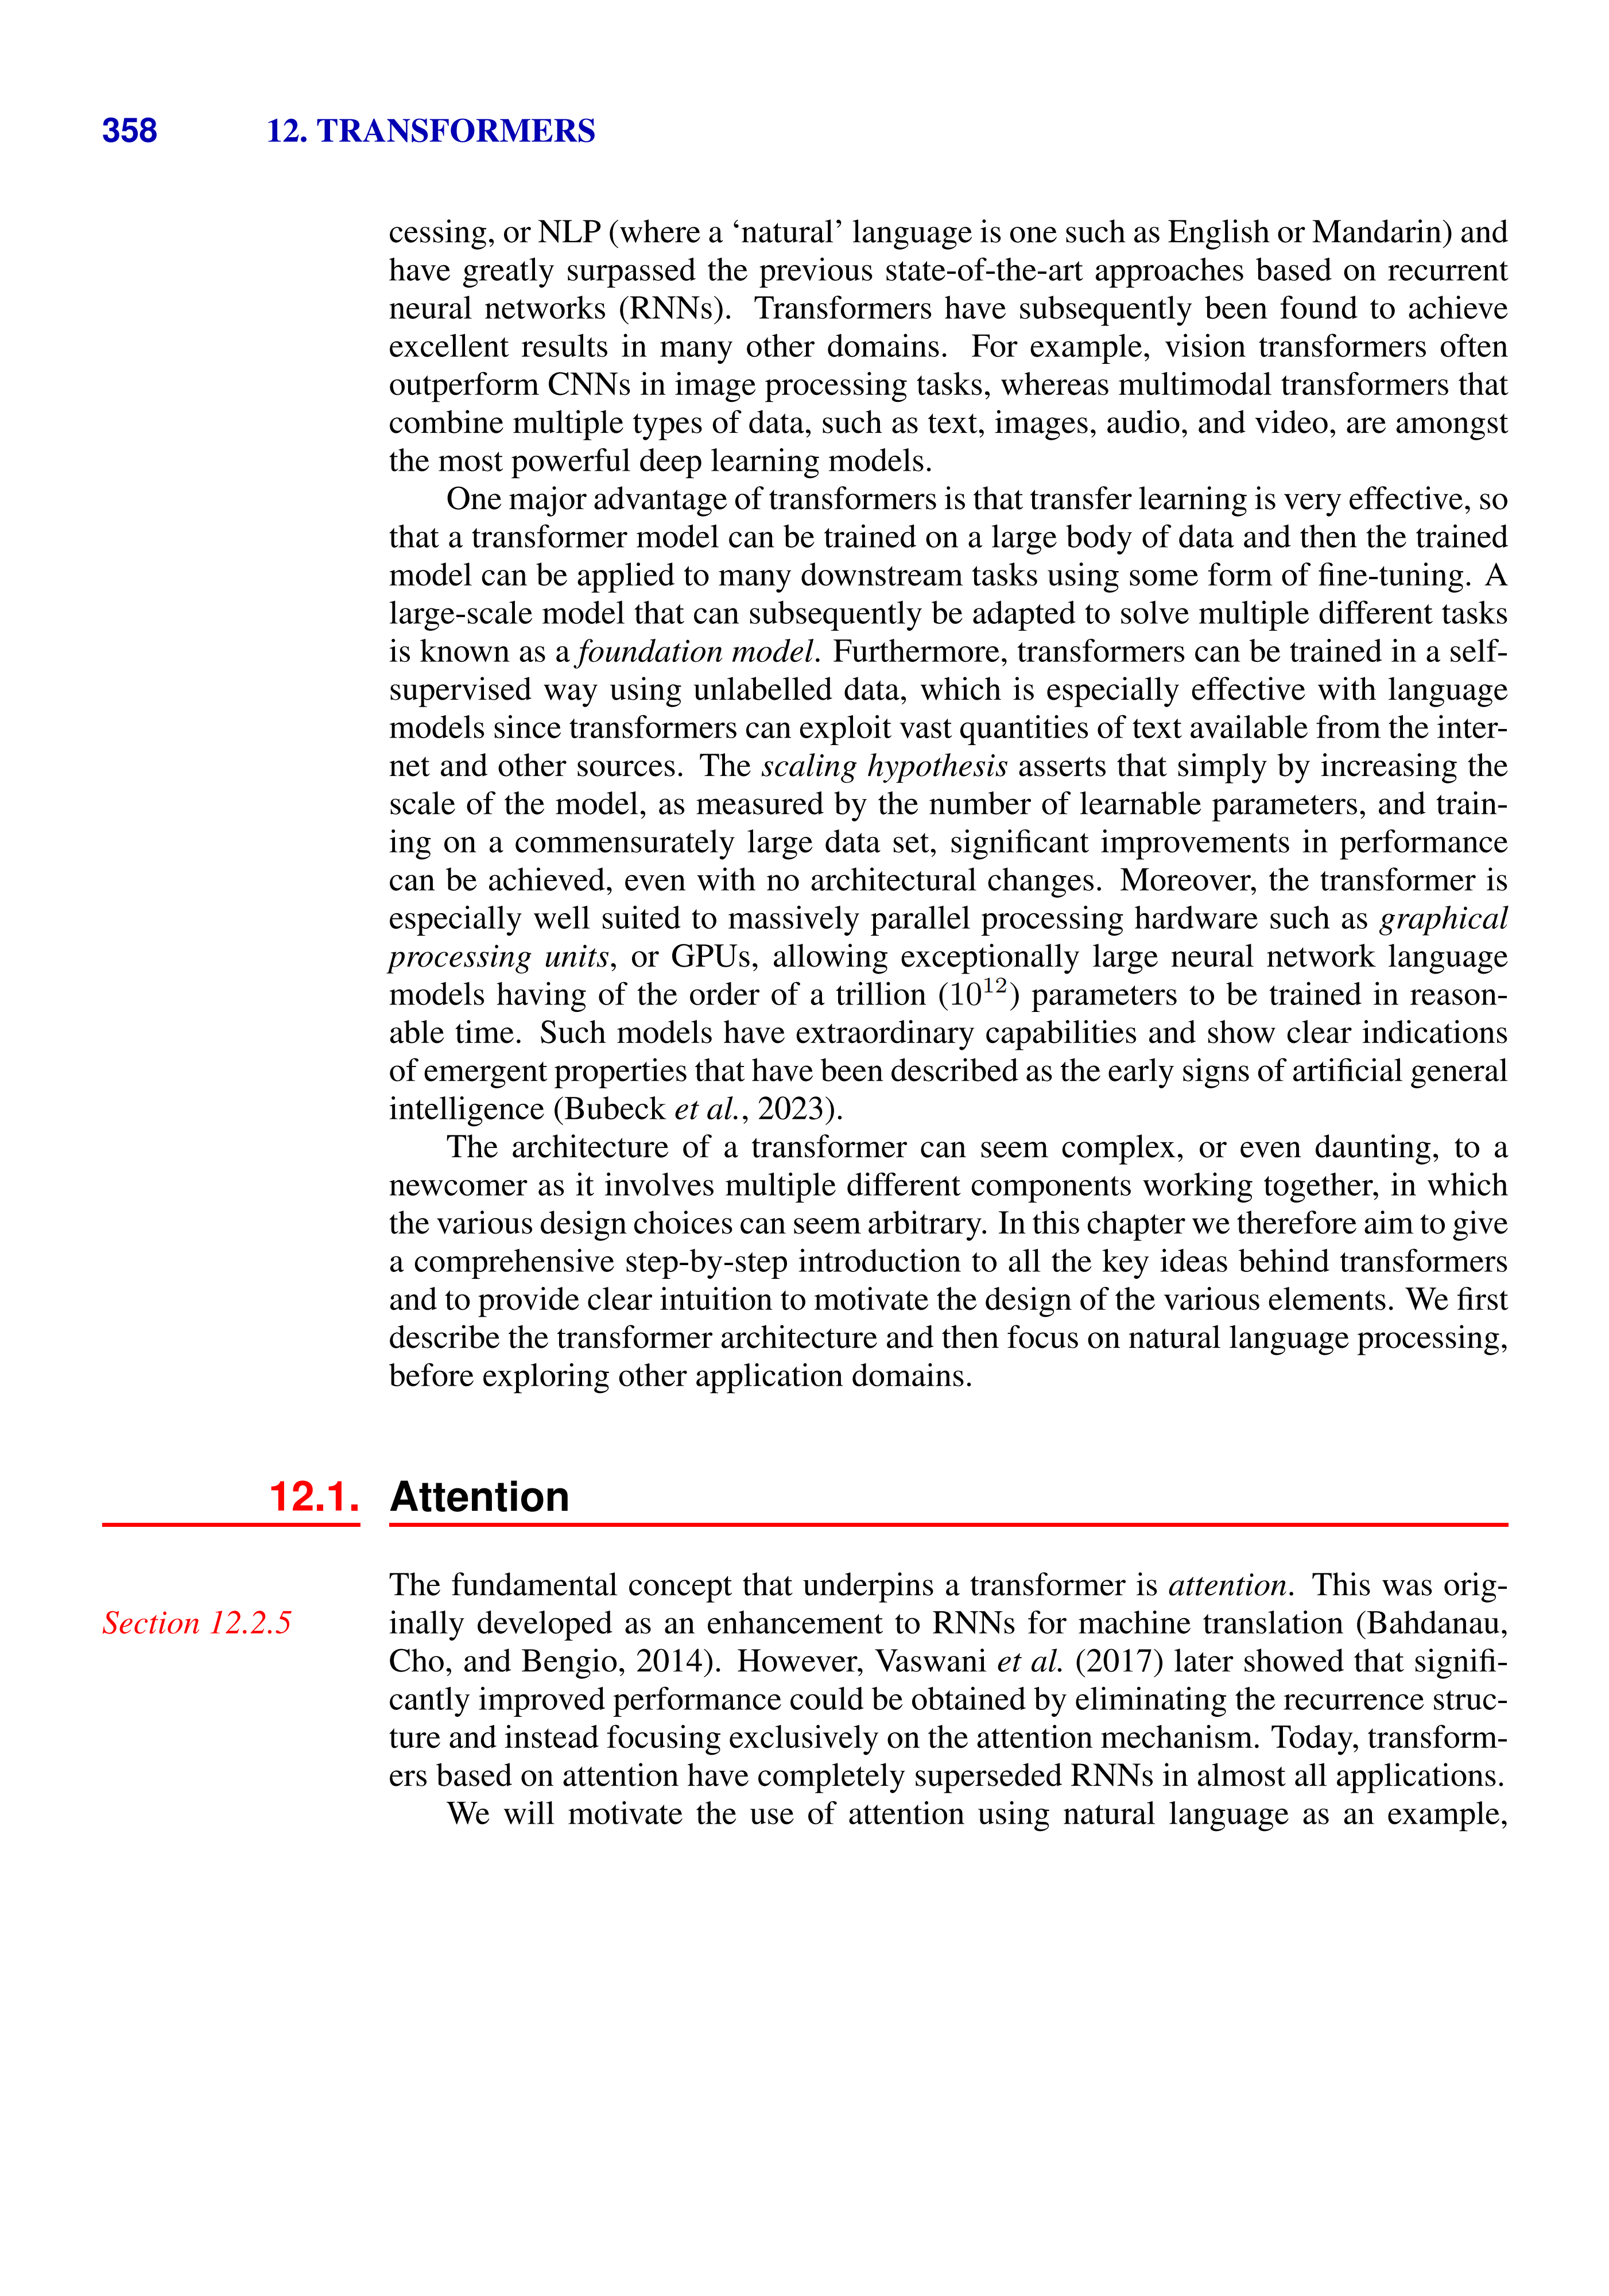 358 12. TRANSFORMERS
cessing, or NLP (where a ‘natural’ language is one such as English or Mandarin) and
have greatly surpassed the previous state-of-the-art approaches based on recurrent
neural networks (RNNs). Transformers have subsequently been found to achieve
excellent results in many other domains. For example, vision transformers often
outperform CNNs in image processing tasks, whereas multimodal transformers that
combine multiple types of data, such as text, images, audio, and video, are amongst
the most powerful deep learning models.
One major advantage of transformers is that transfer learning is very effective, so
that a transformer model can be trained on a large body of data and then the trained
model can be applied to many downstream tasks using some form of fine-tuning. A
large-scale model that can subsequently be adapted to solve multiple different tasks
is known as a foundation model. Furthermore, transformers can be trained in a self-
supervised way using unlabelled data, which is especially effective with language
models since transformers can exploit vast quantities of text available from the inter-
net and other sources. The scaling hypothesis asserts that simply by increasing the
scale of the model, as measured by the number of learnable parameters, and train-
ing on a commensurately large data set, significant improvements in performance
can be achieved, even with no architectural changes. Moreover, the transformer is
especially well suited to massively parallel processing hardware such as graphical
processing units, or GPUs, allowing exceptionally large neural network language
models having of the order of a trillion (10¹²) parameters to be trained in reason-
able time. Such models have extraordinary capabilities and show clear indications
of emergent properties that have been described as the early signs of artificial general
intelligence (Bubeck et al., 2023).
The architecture of a transformer can seem complex, or even daunting, to a
newcomer as it involves multiple different components working together, in which
the various design choices can seem arbitrary. In this chapter we therefore aim to give
a comprehensive step-by-step introduction to all the key ideas behind transformers
and to provide clear intuition to motivate the design of the various elements. We first
describe the transformer architecture and then focus on natural language processing,
before exploring other application domains.
12.1. Attention
The fundamental concept that underpins a transformer is attention. This was orig-
Section 12.2.5 inally developed as an enhancement to RNNs for machine translation (Bahdanau,
Cho, and Bengio, 2014). However, Vaswani et al. (2017) later showed that signifi-
cantly improved performance could be obtained by eliminating the recurrence struc-
ture and instead focusing exclusively on the attention mechanism. Today, transform-
ers based on attention have completely superseded RNNs in almost all applications.
We will motivate the use of attention using natural language as an example,